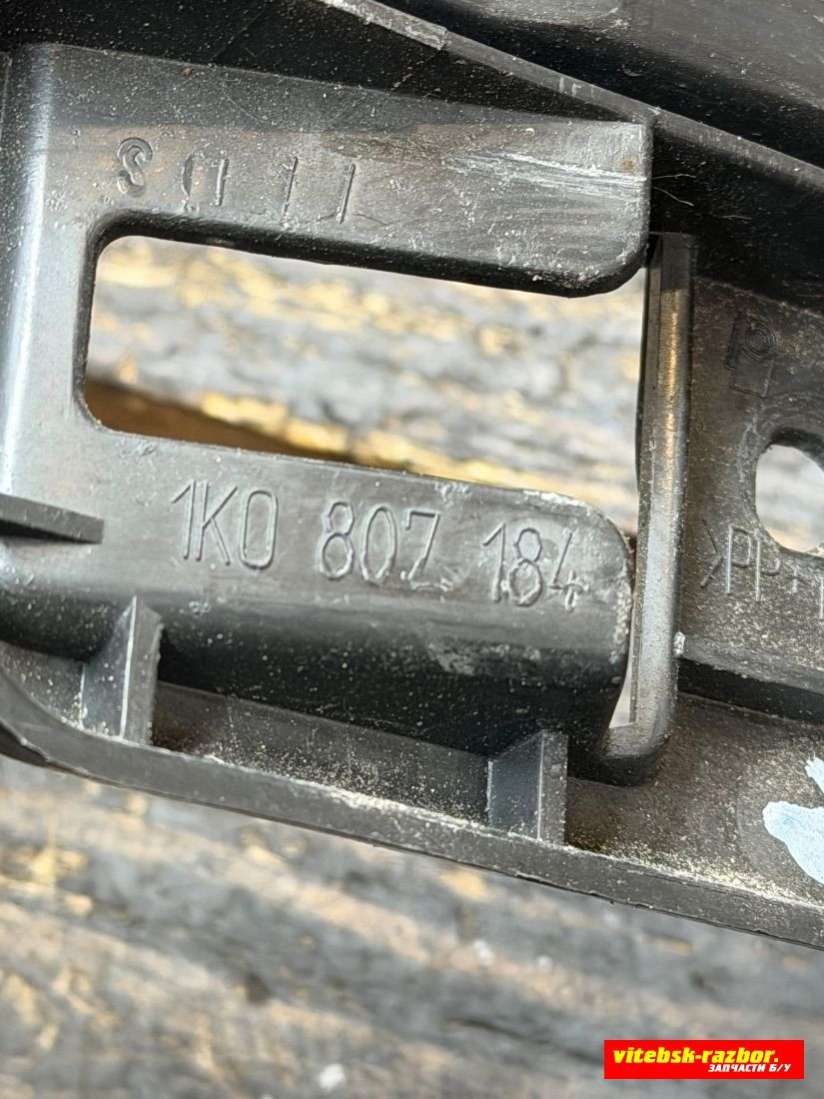 1K0 807 184
>PP+
vitebsk-razbor.
ЗАПЧАСТИ Б/У